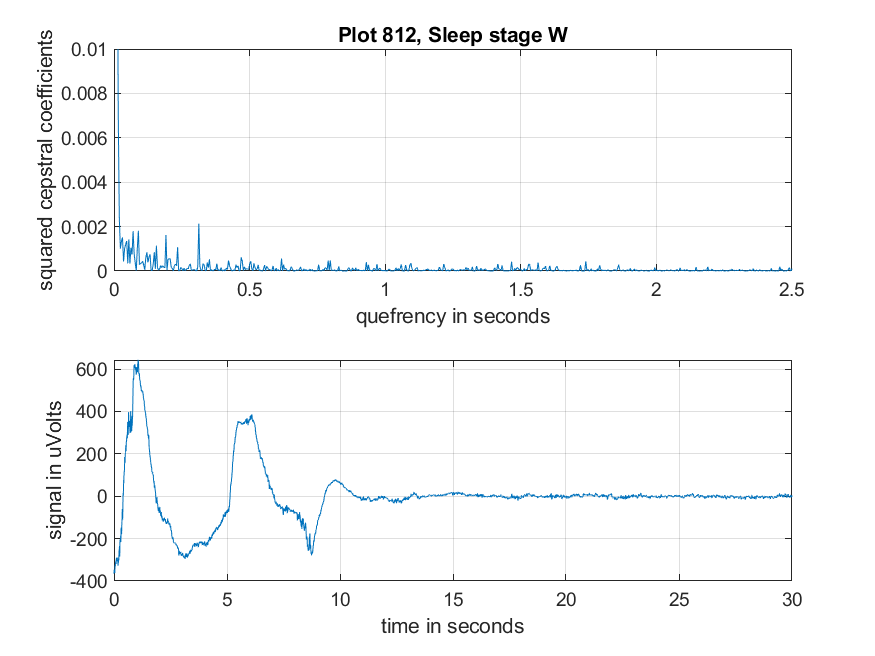 Plot 812, Sleep stage W
squared cepstral coefficients
0.01
0.008
0.006
0.004
0.002
0
0 0.5 1 1.5 2 2.5
quefrency in seconds
signal in uVolts
600
400
200
0
-200
-400
0 5 10 15 20 25 30
time in seconds